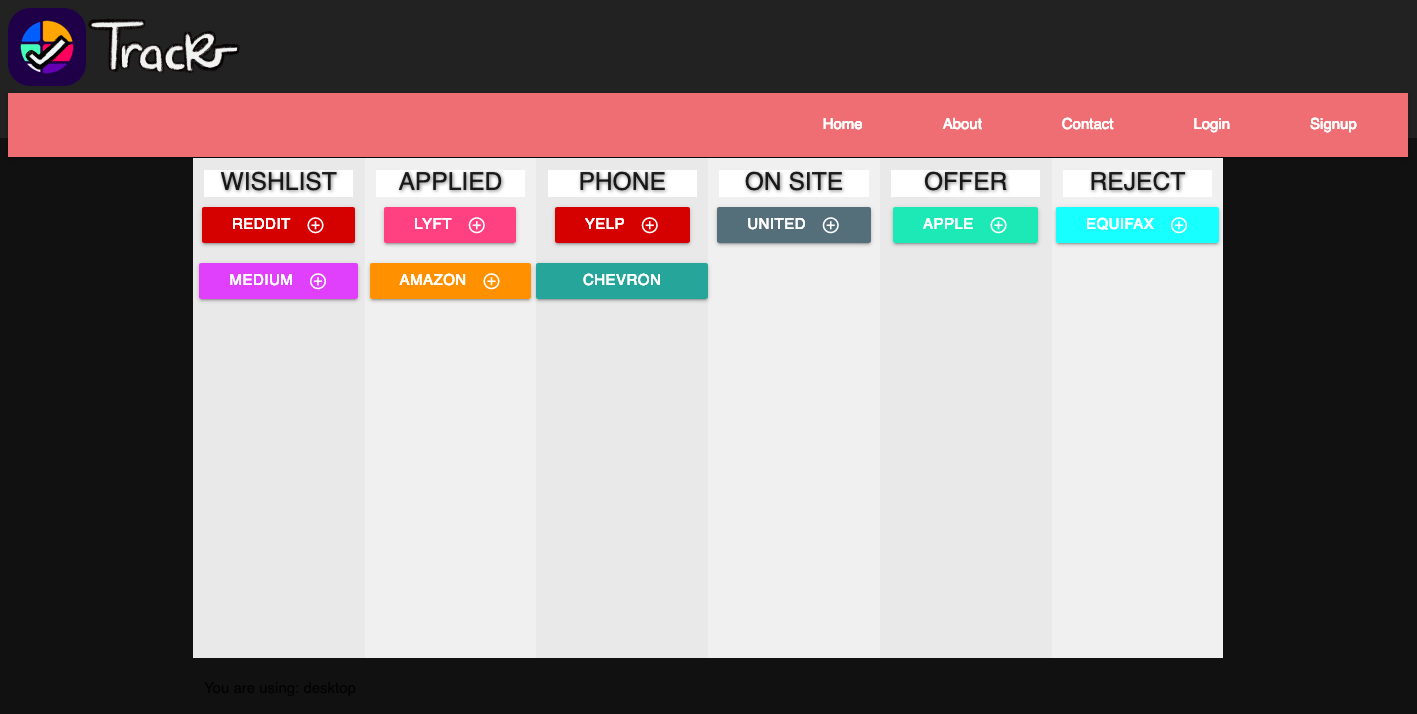 Trackr
Home About Contact Login Signup
WISHLIST APPLIED PHONE ON SITE OFFER REJECT
REDDIT LYFT YELP UNITED APPLE EQUIFAX
MEDIUM AMAZON CHEVRON
You are using: desktop